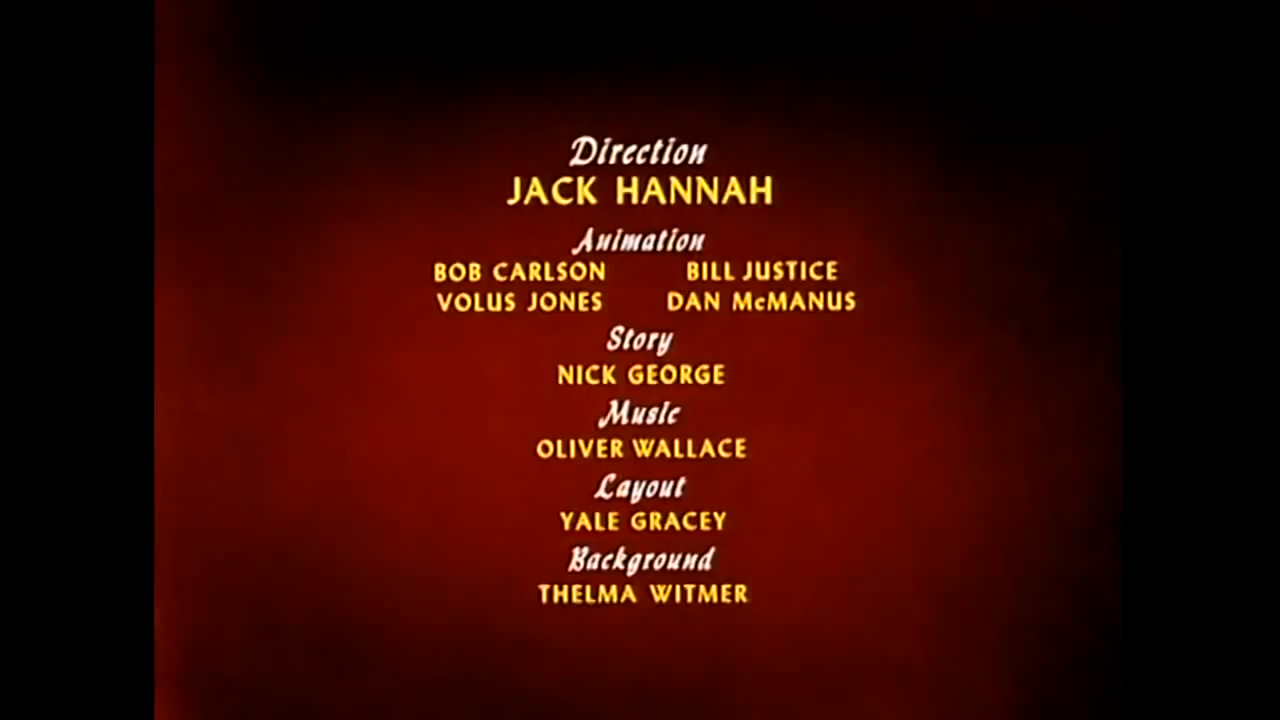 Direction
JACK HANNAH
Animation
BOB CARLSON BILL JUSTICE
VOLUS JONES DAN McMANUS
Story
NICK GEORGE
Music
OLIVER WALLACE
Layout
YALE GRACEY
Background
THELMA WITMER